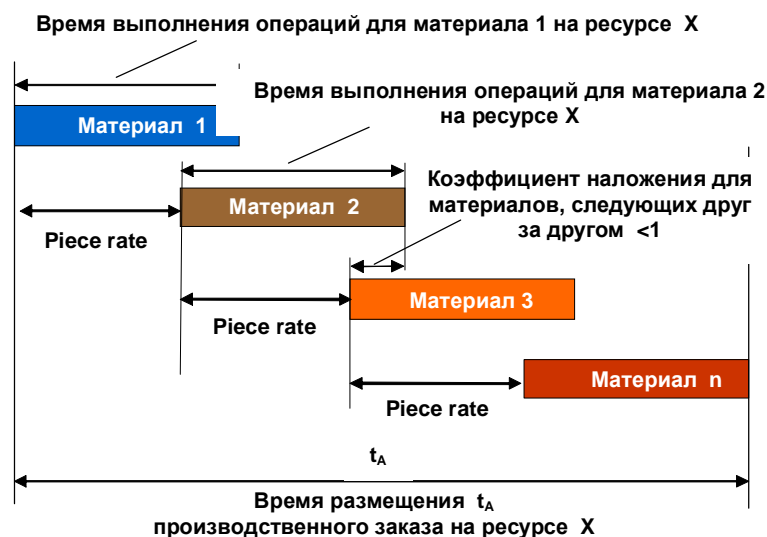 Время выполнения операций для материала 1 на ресурсе X
Время выполнения операций для материала 2
на ресурсе X
Материал 1
Коэффициент наложения для
материалов, следующих друг
за другом <1
Материал 2
Piece rate
Материал 3
Piece rate
Материал n
Piece rate
tA
Время размещения tA
производственного заказа на ресурсе X